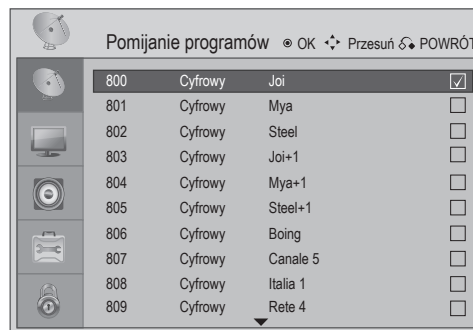 Pomijanie programów OK Przesuń POWRÓT
800 Cyfrowy Joi
801 Cyfrowy Mya
802 Cyfrowy Steel
803 Cyfrowy Joi+1
804 Cyfrowy Mya+1
805 Cyfrowy Steel+1
806 Cyfrowy Boing
807 Cyfrowy Canale 5
808 Cyfrowy Italia 1
809 Cyfrowy Rete 4